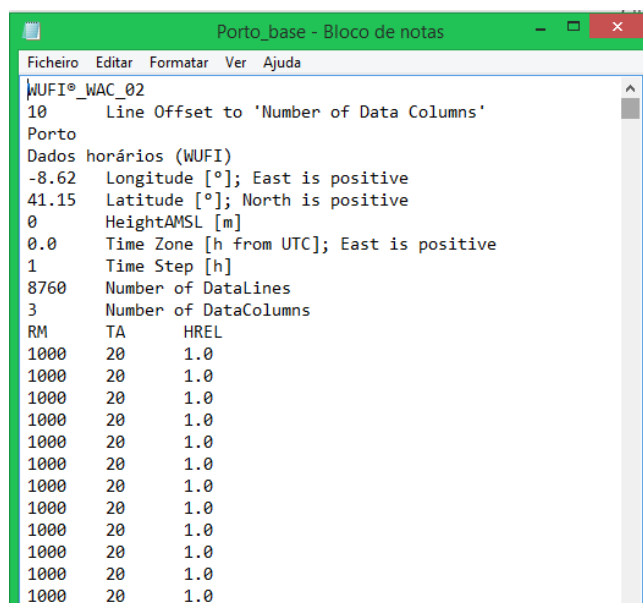 Porto_base - Bloco de notas
Ficheiro Editar Formatar Ver Ajuda
WUFI®_WAC_02
10 Line Offset to 'Number of Data Columns'
Porto
Dados horários (WUFI)
-8.62 Longitude [°]; East is positive
41.15 Latitude [°]; North is positive
0 HeightAMSL [m]
0.0 Time Zone [h from UTC]; East is positive
1 Time Step [h]
8760 Number of DataLines
3 Number of DataColumns
RM TA HREL
1000 20 1.0
1000 20 1.0
1000 20 1.0
1000 20 1.0
1000 20 1.0
1000 20 1.0
1000 20 1.0
1000 20 1.0
1000 20 1.0
1000 20 1.0
1000 20 1.0
1000 20 1.0